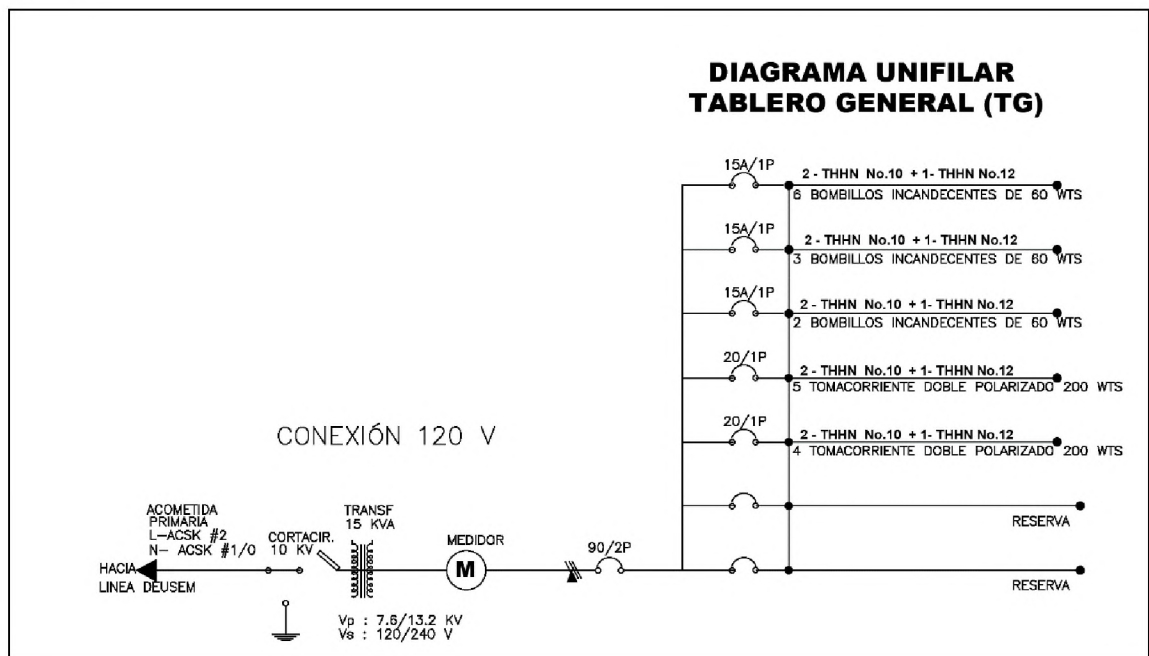 DIAGRAMA UNIFILAR
TABLERO GENERAL (TG)
15A/1P
2 - THHN No.10 + 1- THHN No.12
6 BOMBILLOS INCANDECENTES DE 60 WTS
15A/1P
2 - THHN No.10 + 1- THHN No.12
3 BOMBILLOS INCANDECENTES DE 60 WTS
15A/1P
2 - THHN No.10 + 1- THHN No.12
2 BOMBILLOS INCANDECENTES DE 60 WTS
20/1P
2 - THHN No.10 + 1- THHN No.12
5 TOMACORRIENTE DOBLE POLARIZADO 200 WTS
20/1P
2 - THHN No.10 + 1- THHN No.12
4 TOMACORRIENTE DOBLE POLARIZADO 200 WTS
RESERVA
RESERVA
CONEXIÓN 120 V
ACOMETIDA
PRIMARIA
L-ACSK #2
N- ACSK #1/0
HACIA
LINEA DEUSEM
CORTACIR.
10 KV
TRANSF
15 KVA
Vp : 7.6/13.2 KV
Vs : 120/240 V
MEDIDOR
M
90/2P